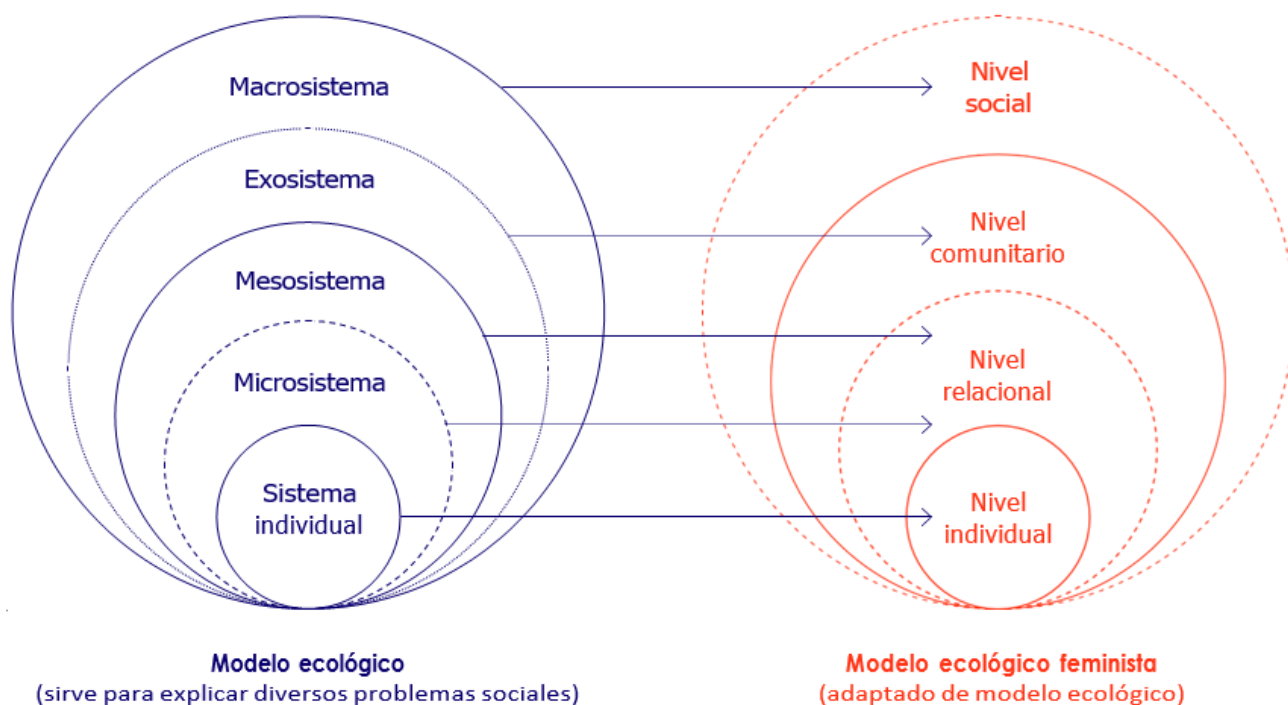 Macrosistema
Exosistema
Mesosistema
Microsistema
Sistema
individual
Nivel
social
Nivel
comunitario
Nivel
relacional
Nivel
individual
Modelo ecológico
(sirve para explicar diversos problemas sociales)
Modelo ecológico feminista
(adaptado de modelo ecológico)